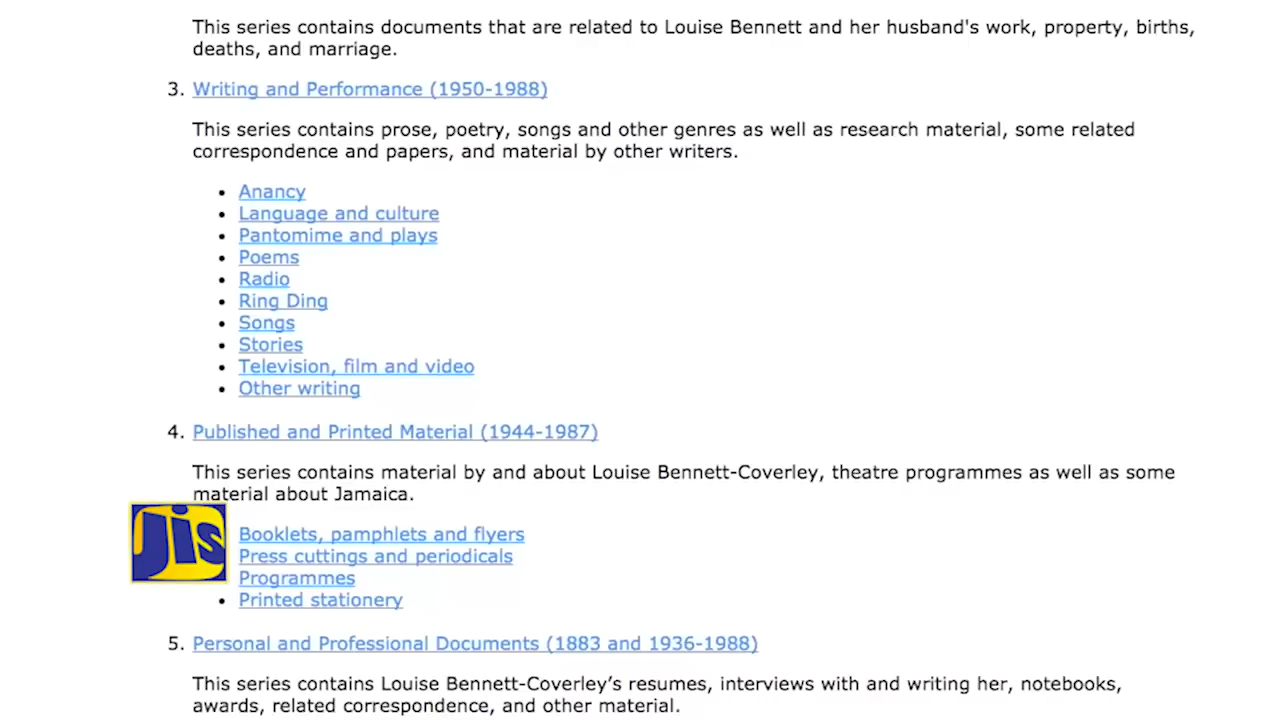 This series contains documents that are related to Louise Bennett and her husband's work, property, births,
deaths, and marriage.
3. Writing and Performance (1950-1988)
This series contains prose, poetry, songs and other genres as well as research material, some related
correspondence and papers, and material by other writers.
• Anancy
• Language and culture
• Pantomime and plays
• Poems
• Radio
• Ring Ding
• Songs
• Stories
• Television, film and video
• Other writing
4. Published and Printed Material (1944-1987)
This series contains material by and about Louise Bennett-Coverley, theatre programmes as well as some
material about Jamaica.
Jis
Booklets, pamphlets and flyers
Press cuttings and periodicals
Programmes
• Printed stationery
5. Personal and Professional Documents (1883 and 1936-1988)
This series contains Louise Bennett-Coverley’s resumes, interviews with and writing her, notebooks,
awards, related correspondence, and other material.